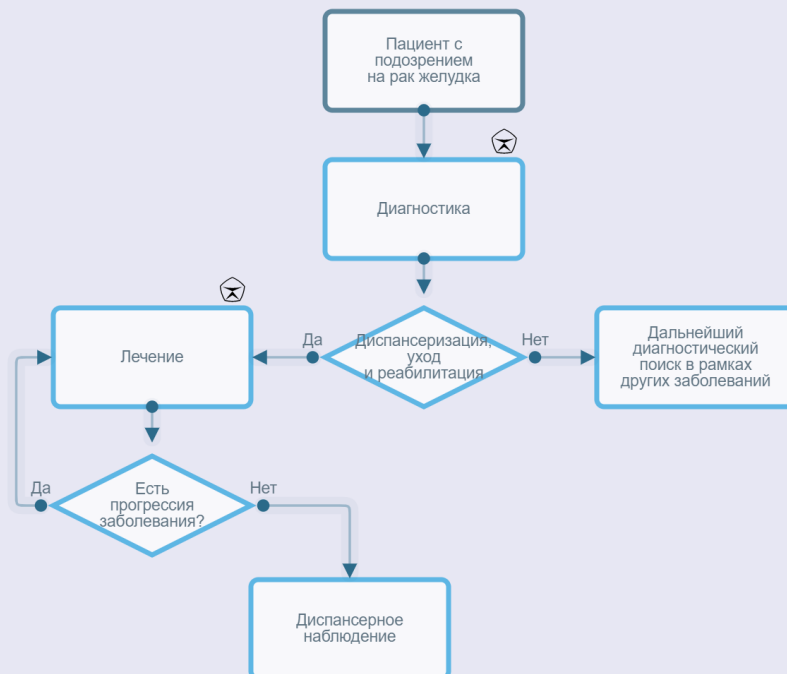 Пациент с
подозрением
на рак желудка
Диагностика
Лечение
Да
Диспансеризация,
уход
и реабилитация
Нет
Дальнейший
диагностический
поиск в рамках
других заболеваний
Да
Есть
прогрессия
заболевания?
Нет
Диспансерное
наблюдение